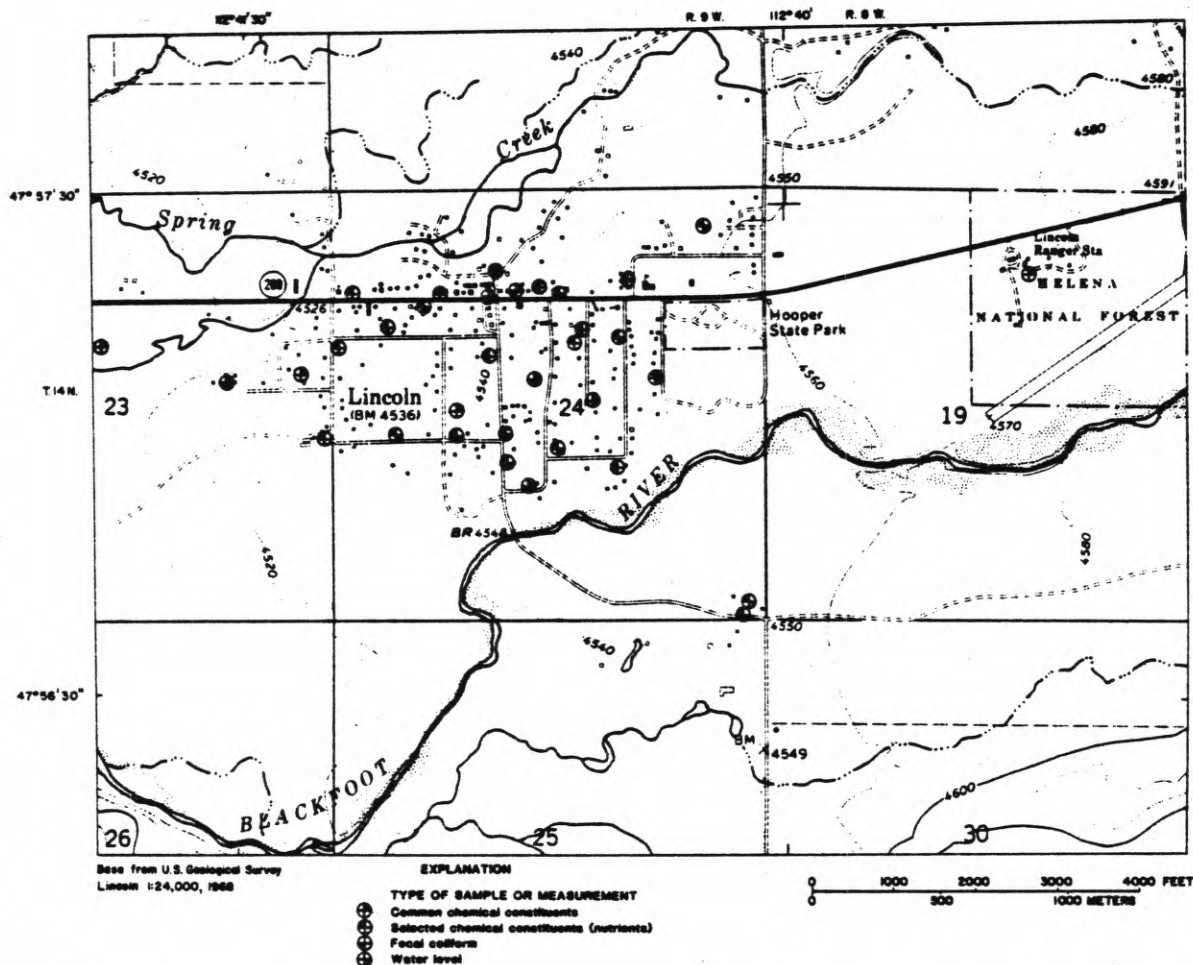 112°41'30" R. 9 W. 112°40' R. 8 W.
4540
4580
Creek
4580
4520
47°57'30"
4550
4591
Spring
Lincoln
Ranger Sta
200
HELENA
4526
Hooper
State Park
NATIONAL FOREST
T.14 N.
4540
4560
Lincoln
(BM 4536)
23
24
19
4570
RIVER
BR 4548
4520
4580
4550
4540
47°56'30"
BM
4549
BLACKFOOT
4600
26
25
30
Base from U.S. Geological Survey
Lincoln 1:24,000, 1968
EXPLANATION
TYPE OF SAMPLE OR MEASUREMENT
Common chemical constituents
Selected chemical constituents (nutrients)
Fecal coliform
Water level
0 1000 2000 3000 4000 FEET
0 500 1000 METERS